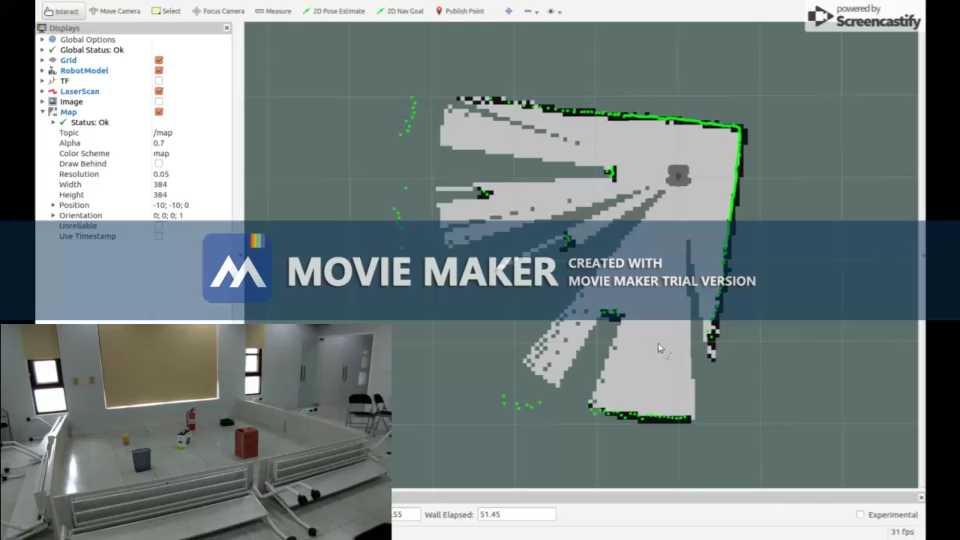 Interact Move Camera Select Focus Camera Measure 2D Pose Estimate 2D Nav Goal Publish Point
powered by
Screencastify
Displays
Global Options
Global Status: Ok
Grid
RobotModel
TF
LaserScan
Image
Map
Status: Ok
Topic /map
Alpha 0.7
Color Scheme map
Draw Behind
Resolution 0.05
Width 384
Height 384
Position -10; -10; 0
Orientation 0; 0; 0; 1
Unreliable
Use Timestamp
MOVIE MAKER
CREATED WITH
MOVIE MAKER TRIAL VERSION
.55 Wall Elapsed: 51.45
Experimental
31 fps